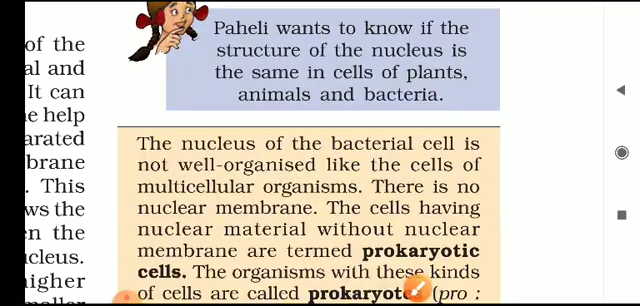 Paheli wants to know if the
structure of the nucleus is
the same in cells of plants,
animals and bacteria.
of the
al and
It can
e help
arated
brane
. This
ws the
en the
cleus.
igher
The nucleus of the bacterial cell is
not well-organised like the cells of
multicellular organisms. There is no
nuclear membrane. The cells having
nuclear material without nuclear
membrane are termed prokaryotic
cells. The organisms with these kinds
of cells are called prokaryotes (pro :